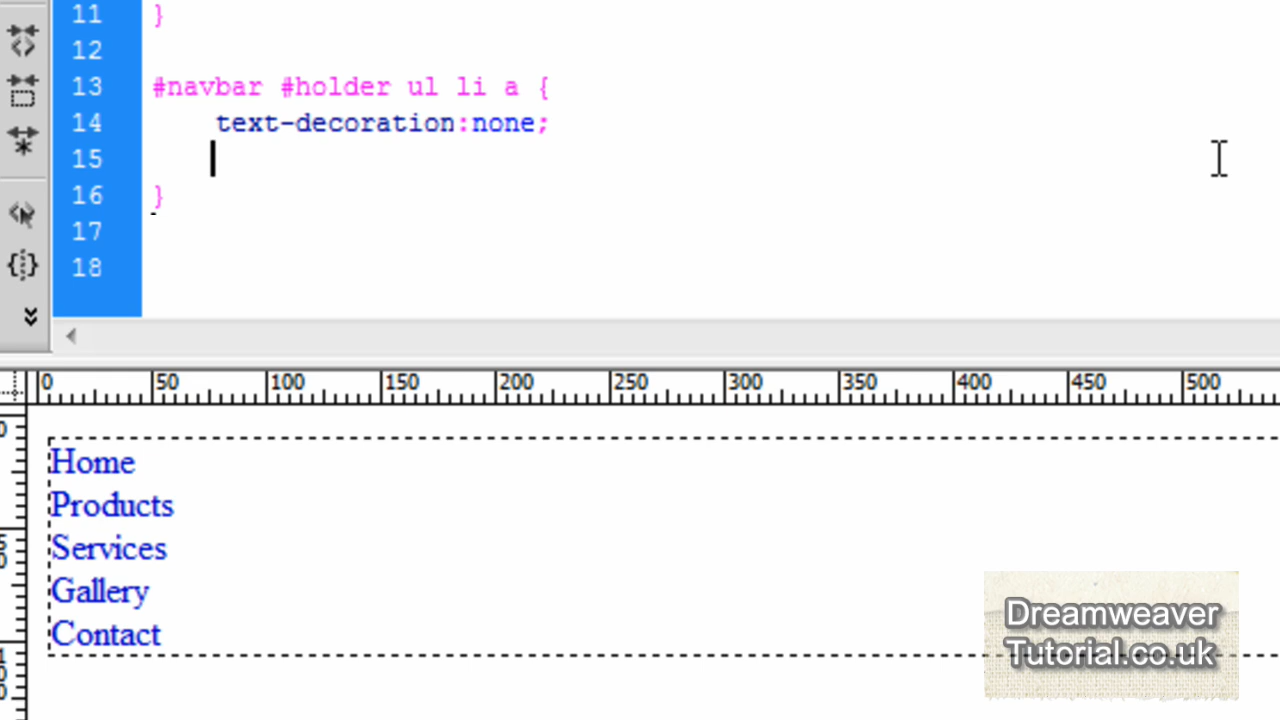 11 }
12
13 #navbar #holder ul li a {
14 text-decoration:none;
15
16 }
17
18
0 50 100 150 200 250 300 350 400 450 500
Home
Products
Services
Gallery
Contact
Dreamweaver
Tutorial.co.uk